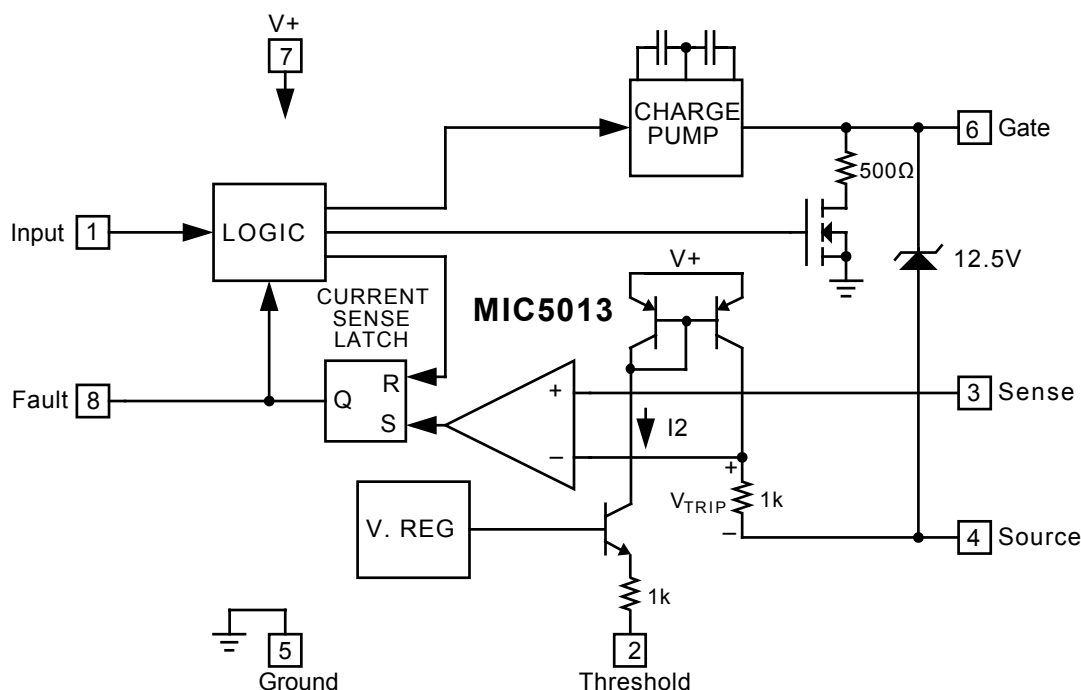 V+
7
CHARGE
PUMP
6 Gate
500Ω
Input 1
LOGIC
V+
12.5V
CURRENT
SENSE
LATCH
MIC5013
R
Fault 8
Q
S
+
3 Sense
I2
–
+
VTRIP 1k
–
V. REG
4 Source
1k
5
Ground
2
Threshold